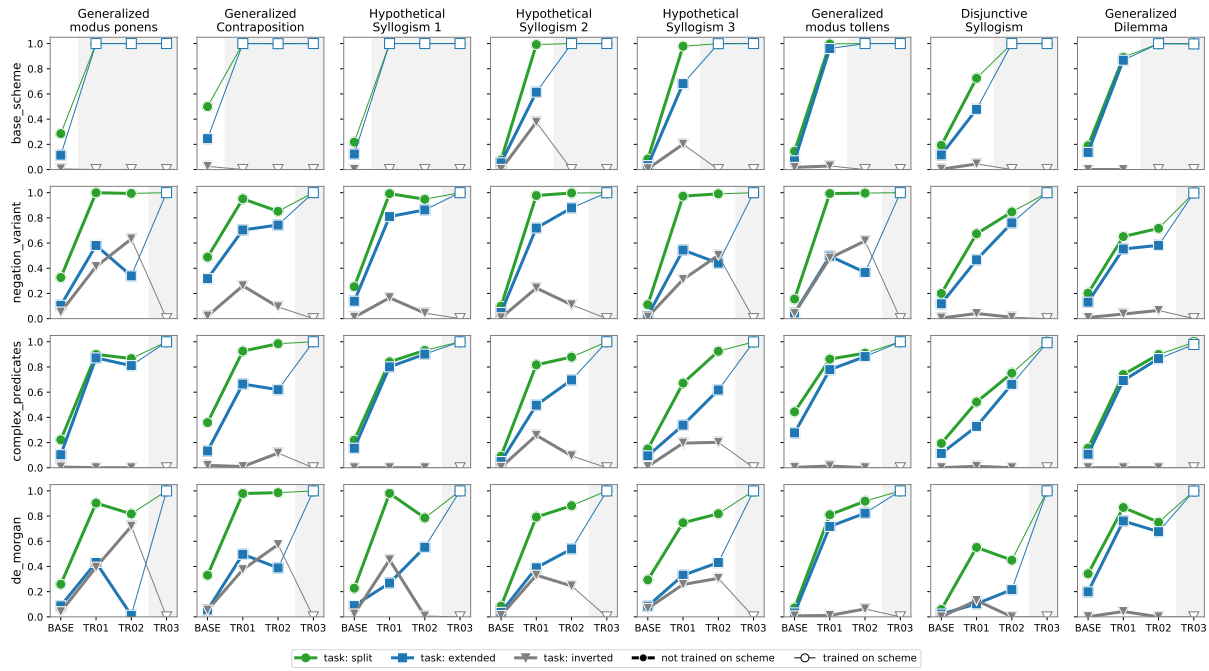 Generalized modus ponens
Generalized Contraposition
Hypothetical Syllogism 1
Hypothetical Syllogism 2
Hypothetical Syllogism 3
Generalized modus tollens
Disjunctive Syllogism
Generalized Dilemma
base_scheme
1.0
0.8
0.6
0.4
0.2
0.0
negation_variant
1.0
0.8
0.6
0.4
0.2
0.0
complex_predicates
1.0
0.8
0.6
0.4
0.2
0.0
de_morgan
1.0
0.8
0.6
0.4
0.2
0.0
BASE TR01 TR02 TR03 BASE TR01 TR02 TR03 BASE TR01 TR02 TR03 BASE TR01 TR02 TR03 BASE TR01 TR02 TR03 BASE TR01 TR02 TR03 BASE TR01 TR02 TR03 BASE TR01 TR02 TR03
task: split task: extended task: inverted not trained on scheme trained on scheme